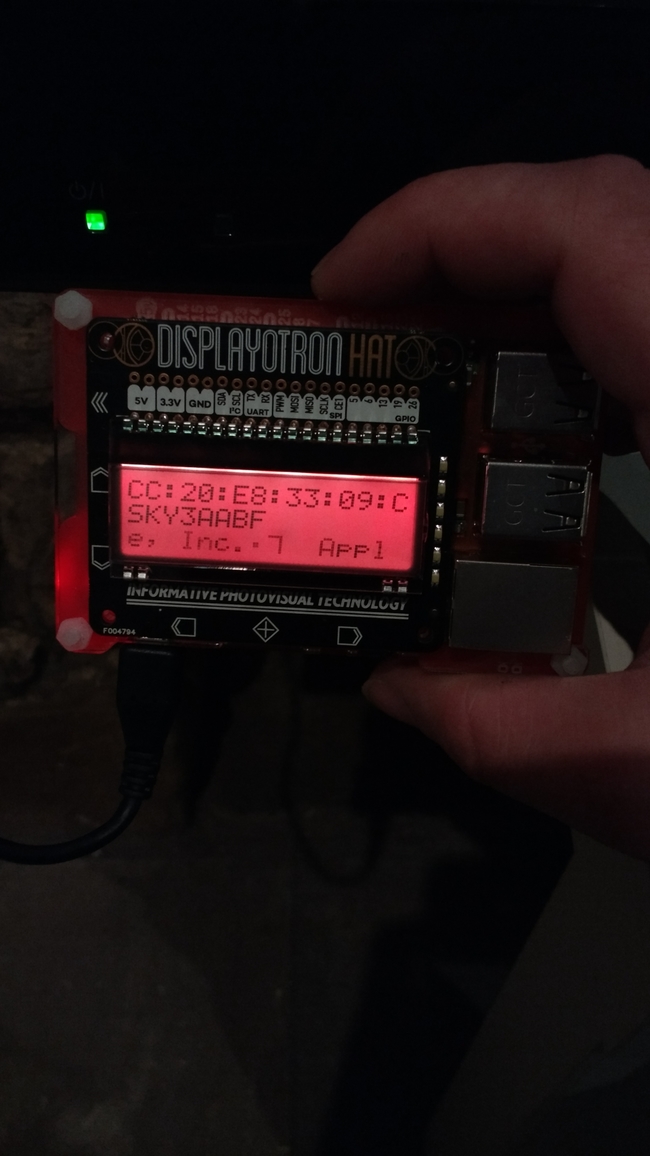 DISPLAYOTRON HAT
5V 3.3V GND SDA SCL TX RX PWM MOSI MISO SCLK CE1 5 6 13 19 26
I²C UART SPI GPIO
CC:20:E8:33:09:C
SKY3AABF
e, Inc. 7 Appl
INFORMATIVE PHOTOVISUAL TECHNOLOGY
F004794